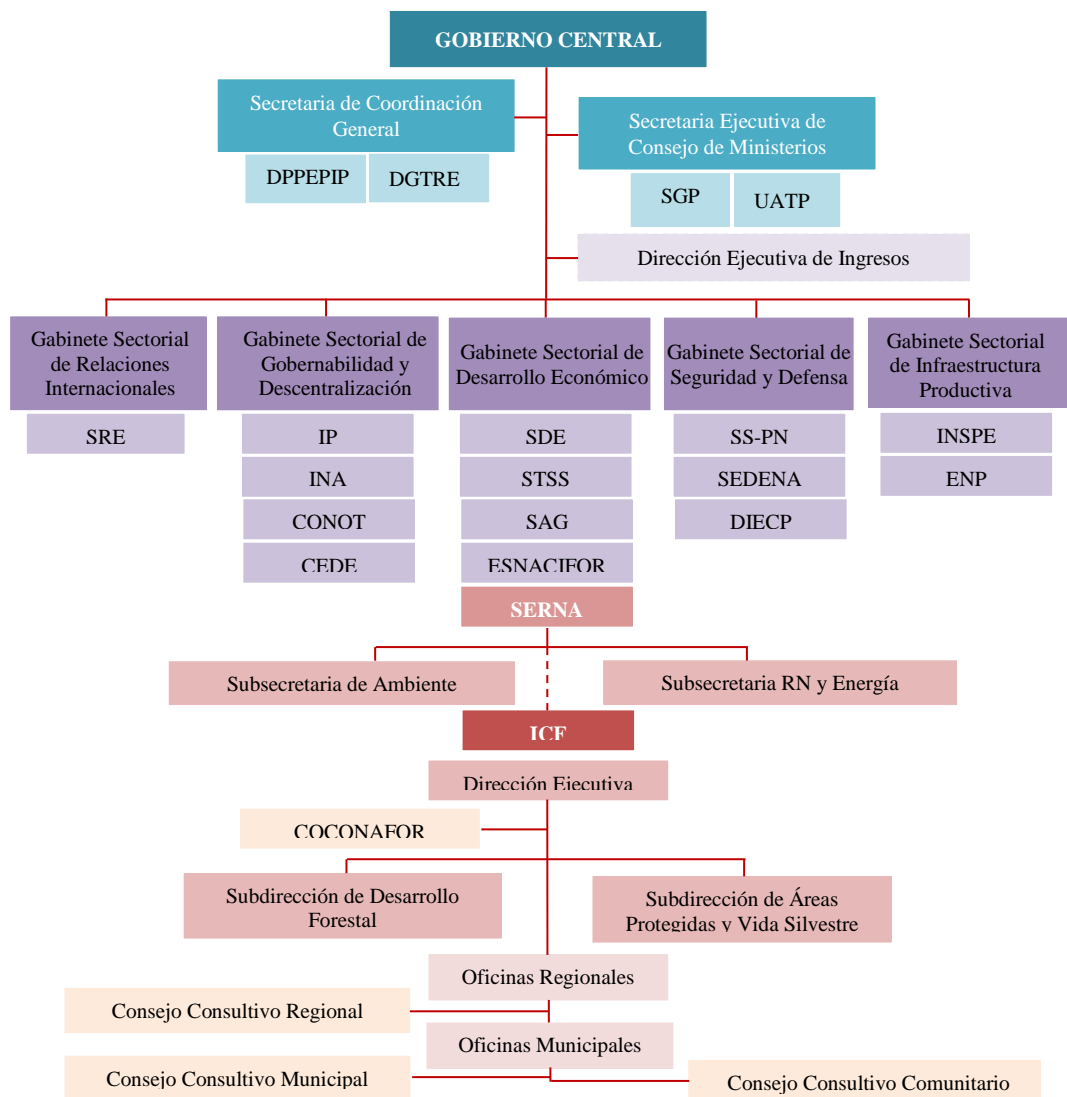 GOBIERNO CENTRAL
Secretaria de Coordinación
General
DPPEPIP
DGTRE
Secretaria Ejecutiva de
Consejo de Ministerios
SGP
UATP
Dirección Ejecutiva de Ingresos
Gabinete Sectorial
de Relaciones
Internacionales
SRE
Gabinete Sectorial de
Gobernabilidad y
Descentralización
IP
INA
CONOT
CEDE
Gabinete Sectorial de
Desarrollo Económico
SDE
STSS
SAG
ESNACIFOR
Gabinete Sectorial de
Seguridad y Defensa
SS-PN
SEDENA
DIECP
Gabinete Sectorial
de Infraestructura
Productiva
INSPE
ENP
SERNA
Subsecretaria de Ambiente
Subsecretaria RN y Energía
ICF
Dirección Ejecutiva
COCONAFOR
Subdirección de Desarrollo
Forestal
Subdirección de Áreas
Protegidas y Vida Silvestre
Oficinas Regionales
Consejo Consultivo Regional
Oficinas Municipales
Consejo Consultivo Municipal
Consejo Consultivo Comunitario